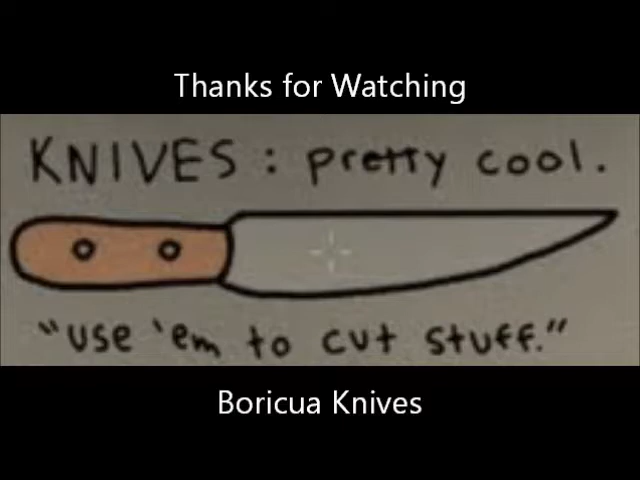 Thanks for Watching
KNIVES: pretty cool.
"use 'em to cut stuff."
Boricua Knives